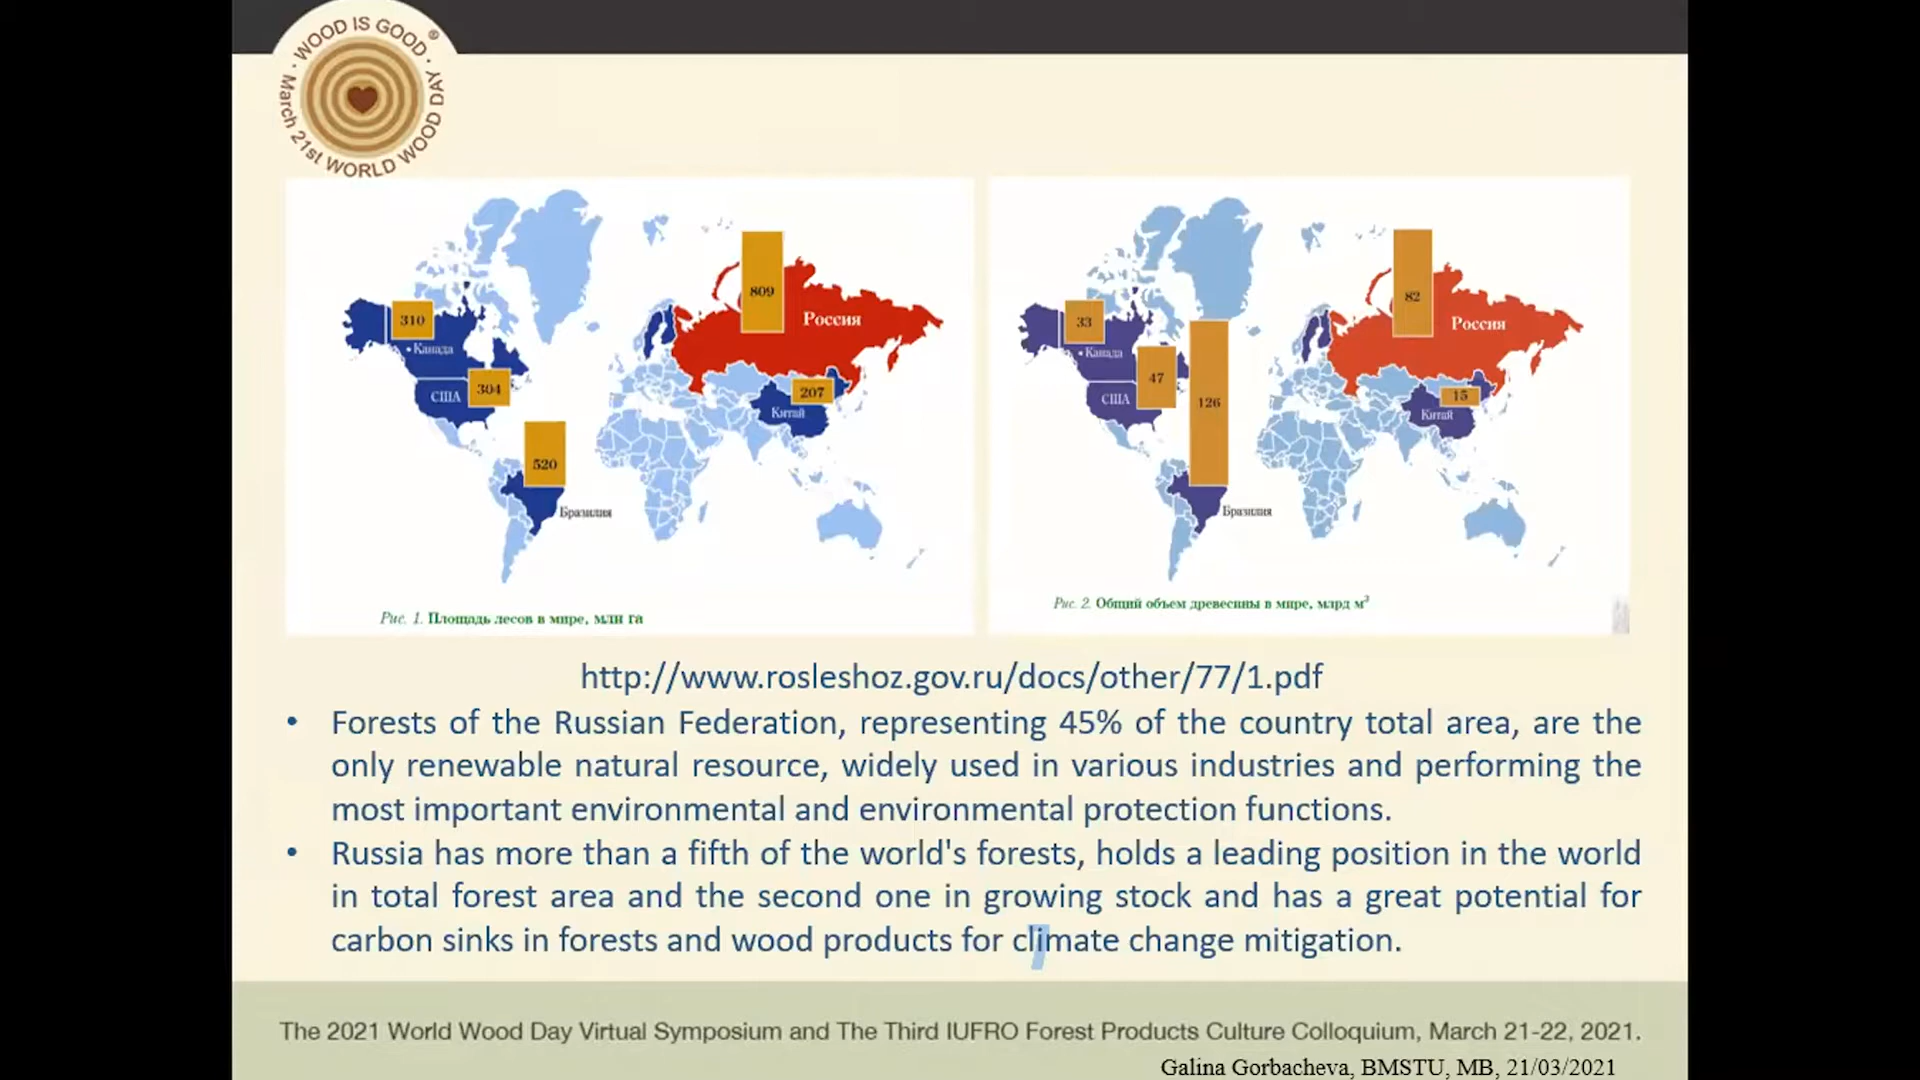 · WOOD IS GOOD ·®
March 21st WORLD WOOD DAY
809
310
Россия
•Канада
304
США
207
Китай
520
Бразилия
Рис. 1. Площадь лесов в мире, млн га
82
33
Россия
•Канада
47
США
126
15
Китай
Бразилия
Рис. 2. Общий объем древесины в мире, млрд м³
http://www.rosleshoz.gov.ru/docs/other/77/1.pdf
• Forests of the Russian Federation, representing 45% of the country total area, are the
only renewable natural resource, widely used in various industries and performing the
most important environmental and environmental protection functions.
• Russia has more than a fifth of the world's forests, holds a leading position in the world
in total forest area and the second one in growing stock and has a great potential for
carbon sinks in forests and wood products for climate change mitigation.
,
The 2021 World Wood Day Virtual Symposium and The Third IUFRO Forest Products Culture Colloquium, March 21-22, 2021.
Galina Gorbacheva, BMSTU, MB, 21/03/2021